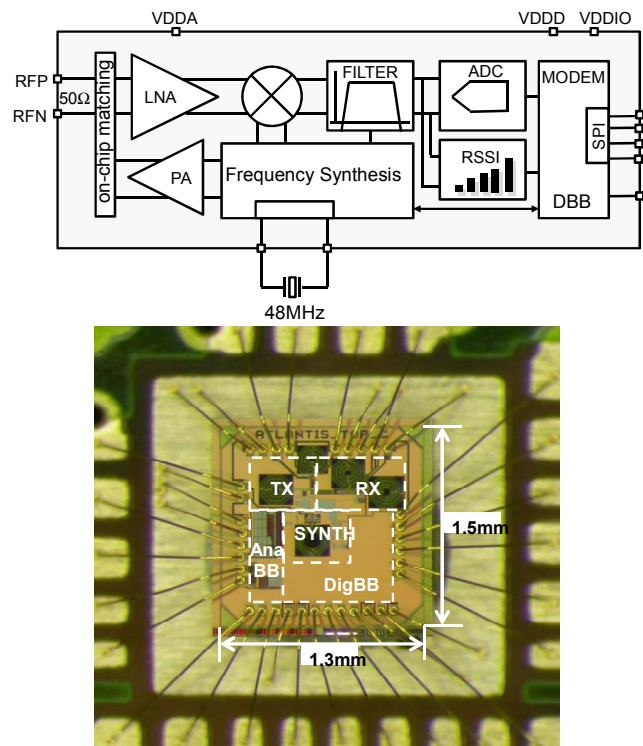 VDDA VDDD VDDIO
RFP
50Ω
RFN
on-chip matching
LNA
FILTER
ADC
MODEM
SPI
RSSI
PA
Frequency Synthesis
DBB
48MHz
ATLANTIS_TOP
TX
RX
SYNTH
Ana
BB
DigBB
1.5mm
1.3mm